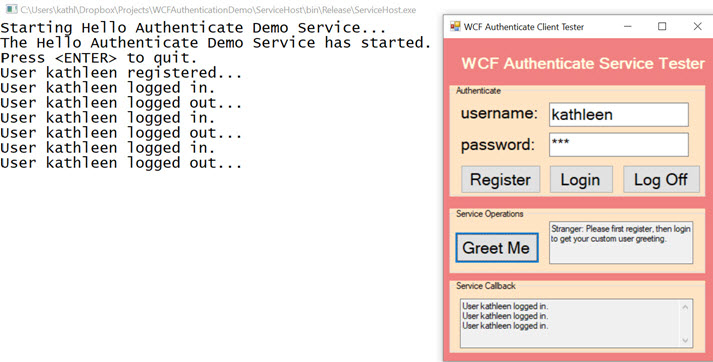 C:\Users\kathl\Dropbox\Projects\WCFAuthenticationDemo\ServiceHost\bin\Release\ServiceHost.exe
Starting Hello Authenticate Demo Service...
The Hello Authenticate Demo Service has started.
Press <ENTER> to quit.
User kathleen registered...
User kathleen logged in.
User kathleen logged out...
User kathleen logged in.
User kathleen logged out...
User kathleen logged in.
User kathleen logged out...
WCF Authenticate Client Tester
WCF Authenticate Service Tester
Authenticate
username: kathleen
password: ***
Register Login Log Off
Service Operations
Greet Me
Stranger: Please first register, then login
to get your custom user greeting.
Service Callback
User kathleen logged in.
User kathleen logged in.
User kathleen logged in.